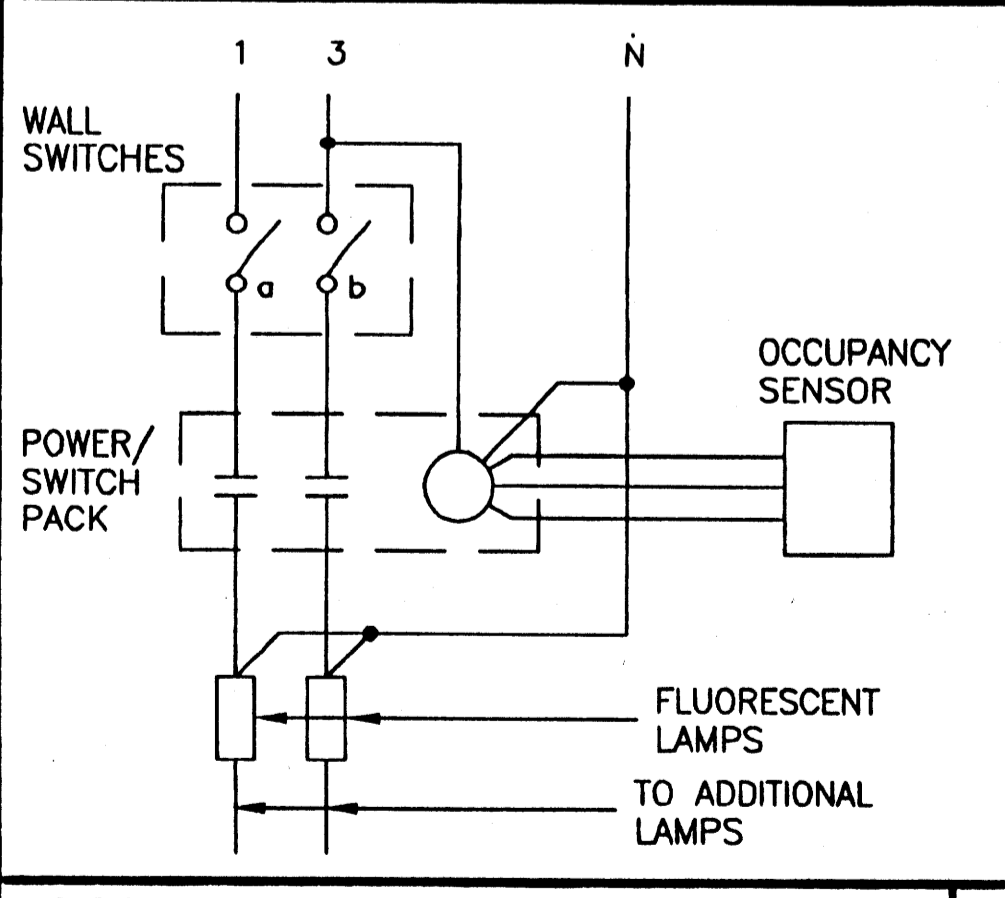 1 3 N
WALL
SWITCHES
a b
OCCUPANCY
SENSOR
POWER/
SWITCH
PACK
FLUORESCENT
LAMPS
TO ADDITIONAL
LAMPS